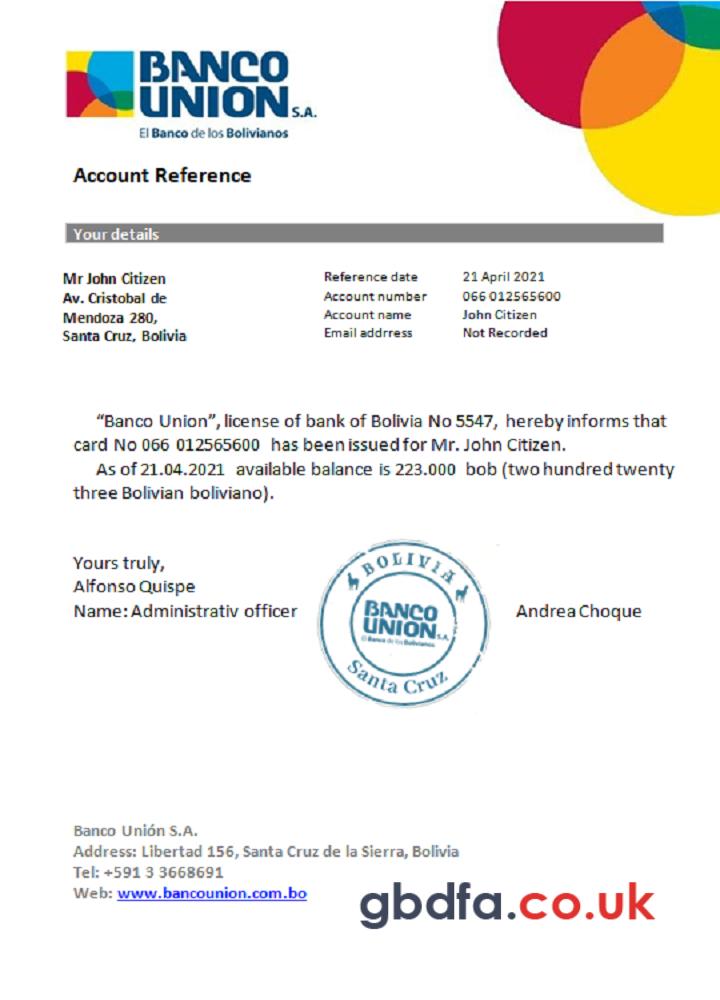 BANCO
UNION S.A.
El Banco de los Bolivianos
Account Reference
Your details
Mr John Citizen
Av. Cristobal de
Mendoza 280,
Santa Cruz, Bolivia
Reference date 21 April 2021
Account number 066 012565600
Account name John Citizen
Email addrress Not Recorded
“Banco Union”, license of bank of Bolivia No 5547, hereby informs that
card No 066 012565600 has been issued for Mr. John Citizen.
As of 21.04.2021 available balance is 223.000 bob (two hundred twenty
three Bolivian boliviano).
Yours truly,
Alfonso Quispe
Name: Administrativ officer
BOLIVIA
BANCO
UNION S.A.
El Banco de los Bolivianos
Santa Cruz
Andrea Choque
Banco Unión S.A.
Address: Libertad 156, Santa Cruz de la Sierra, Bolivia
Tel: +591 3 3668691
Web: www.bancounion.com.bo
gbdfa.co.uk